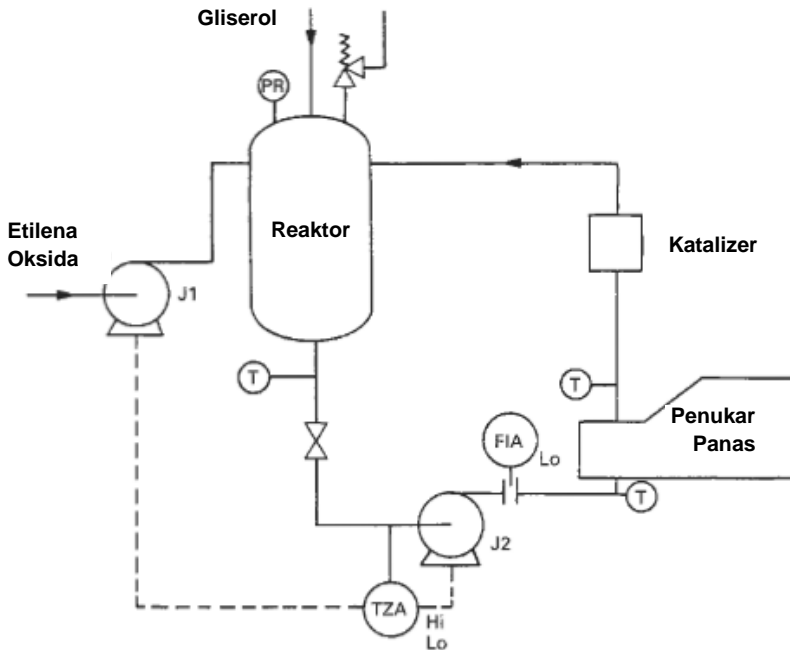 Gliserol
PR
Etilena
Oksida
Reaktor
Katalizer
J1
T
T
Penukar
Panas
FIA
Lo
T
J2
TZA
Hi
Lo